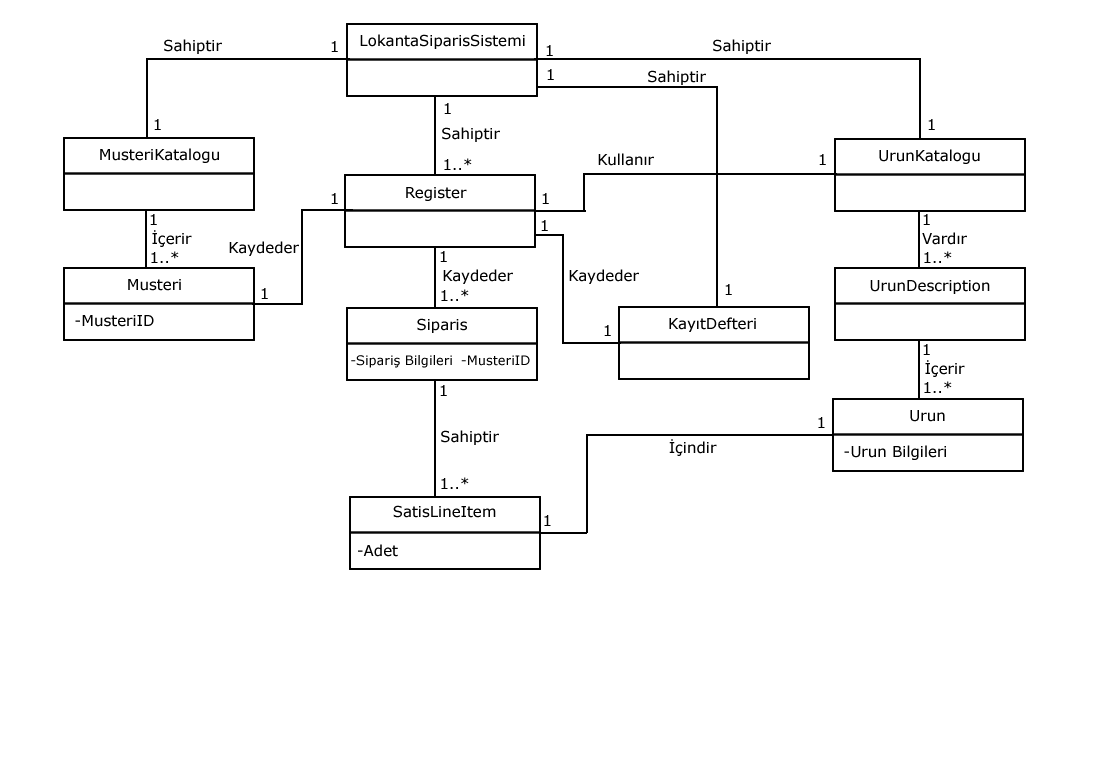 LokantaSiparisSistemi
Sahiptir 1 1 Sahiptir
1 Sahiptir
1
Sahiptir
1..*
1
1
MusteriKatalogu
UrunKatalogu
Kullanır 1
Register
1 1
1
1
İçerir
1..*
Kaydeder
1
Vardır
1..*
Musteri
-MusteriID
1
1
Kaydeder
1..*
Kaydeder
1
1
UrunDescription
Siparis
-Sipariş Bilgileri -MusteriID
KayıtDefteri
1
İçerir
1..*
1
Sahiptir
1..*
Urun
-Urun Bilgileri
1
İçindir
SatisLineItem
-Adet
1